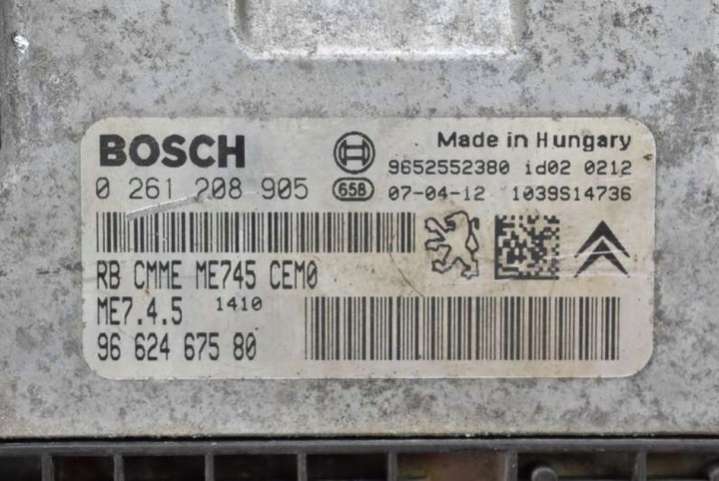 BOSCH
Made in Hungary
9652552380 id02 0212
0 261 208 905
658
07-04-12 1039S14736
RB CMME ME745 CEM0
ME7.4.5 1410
96 624 675 80